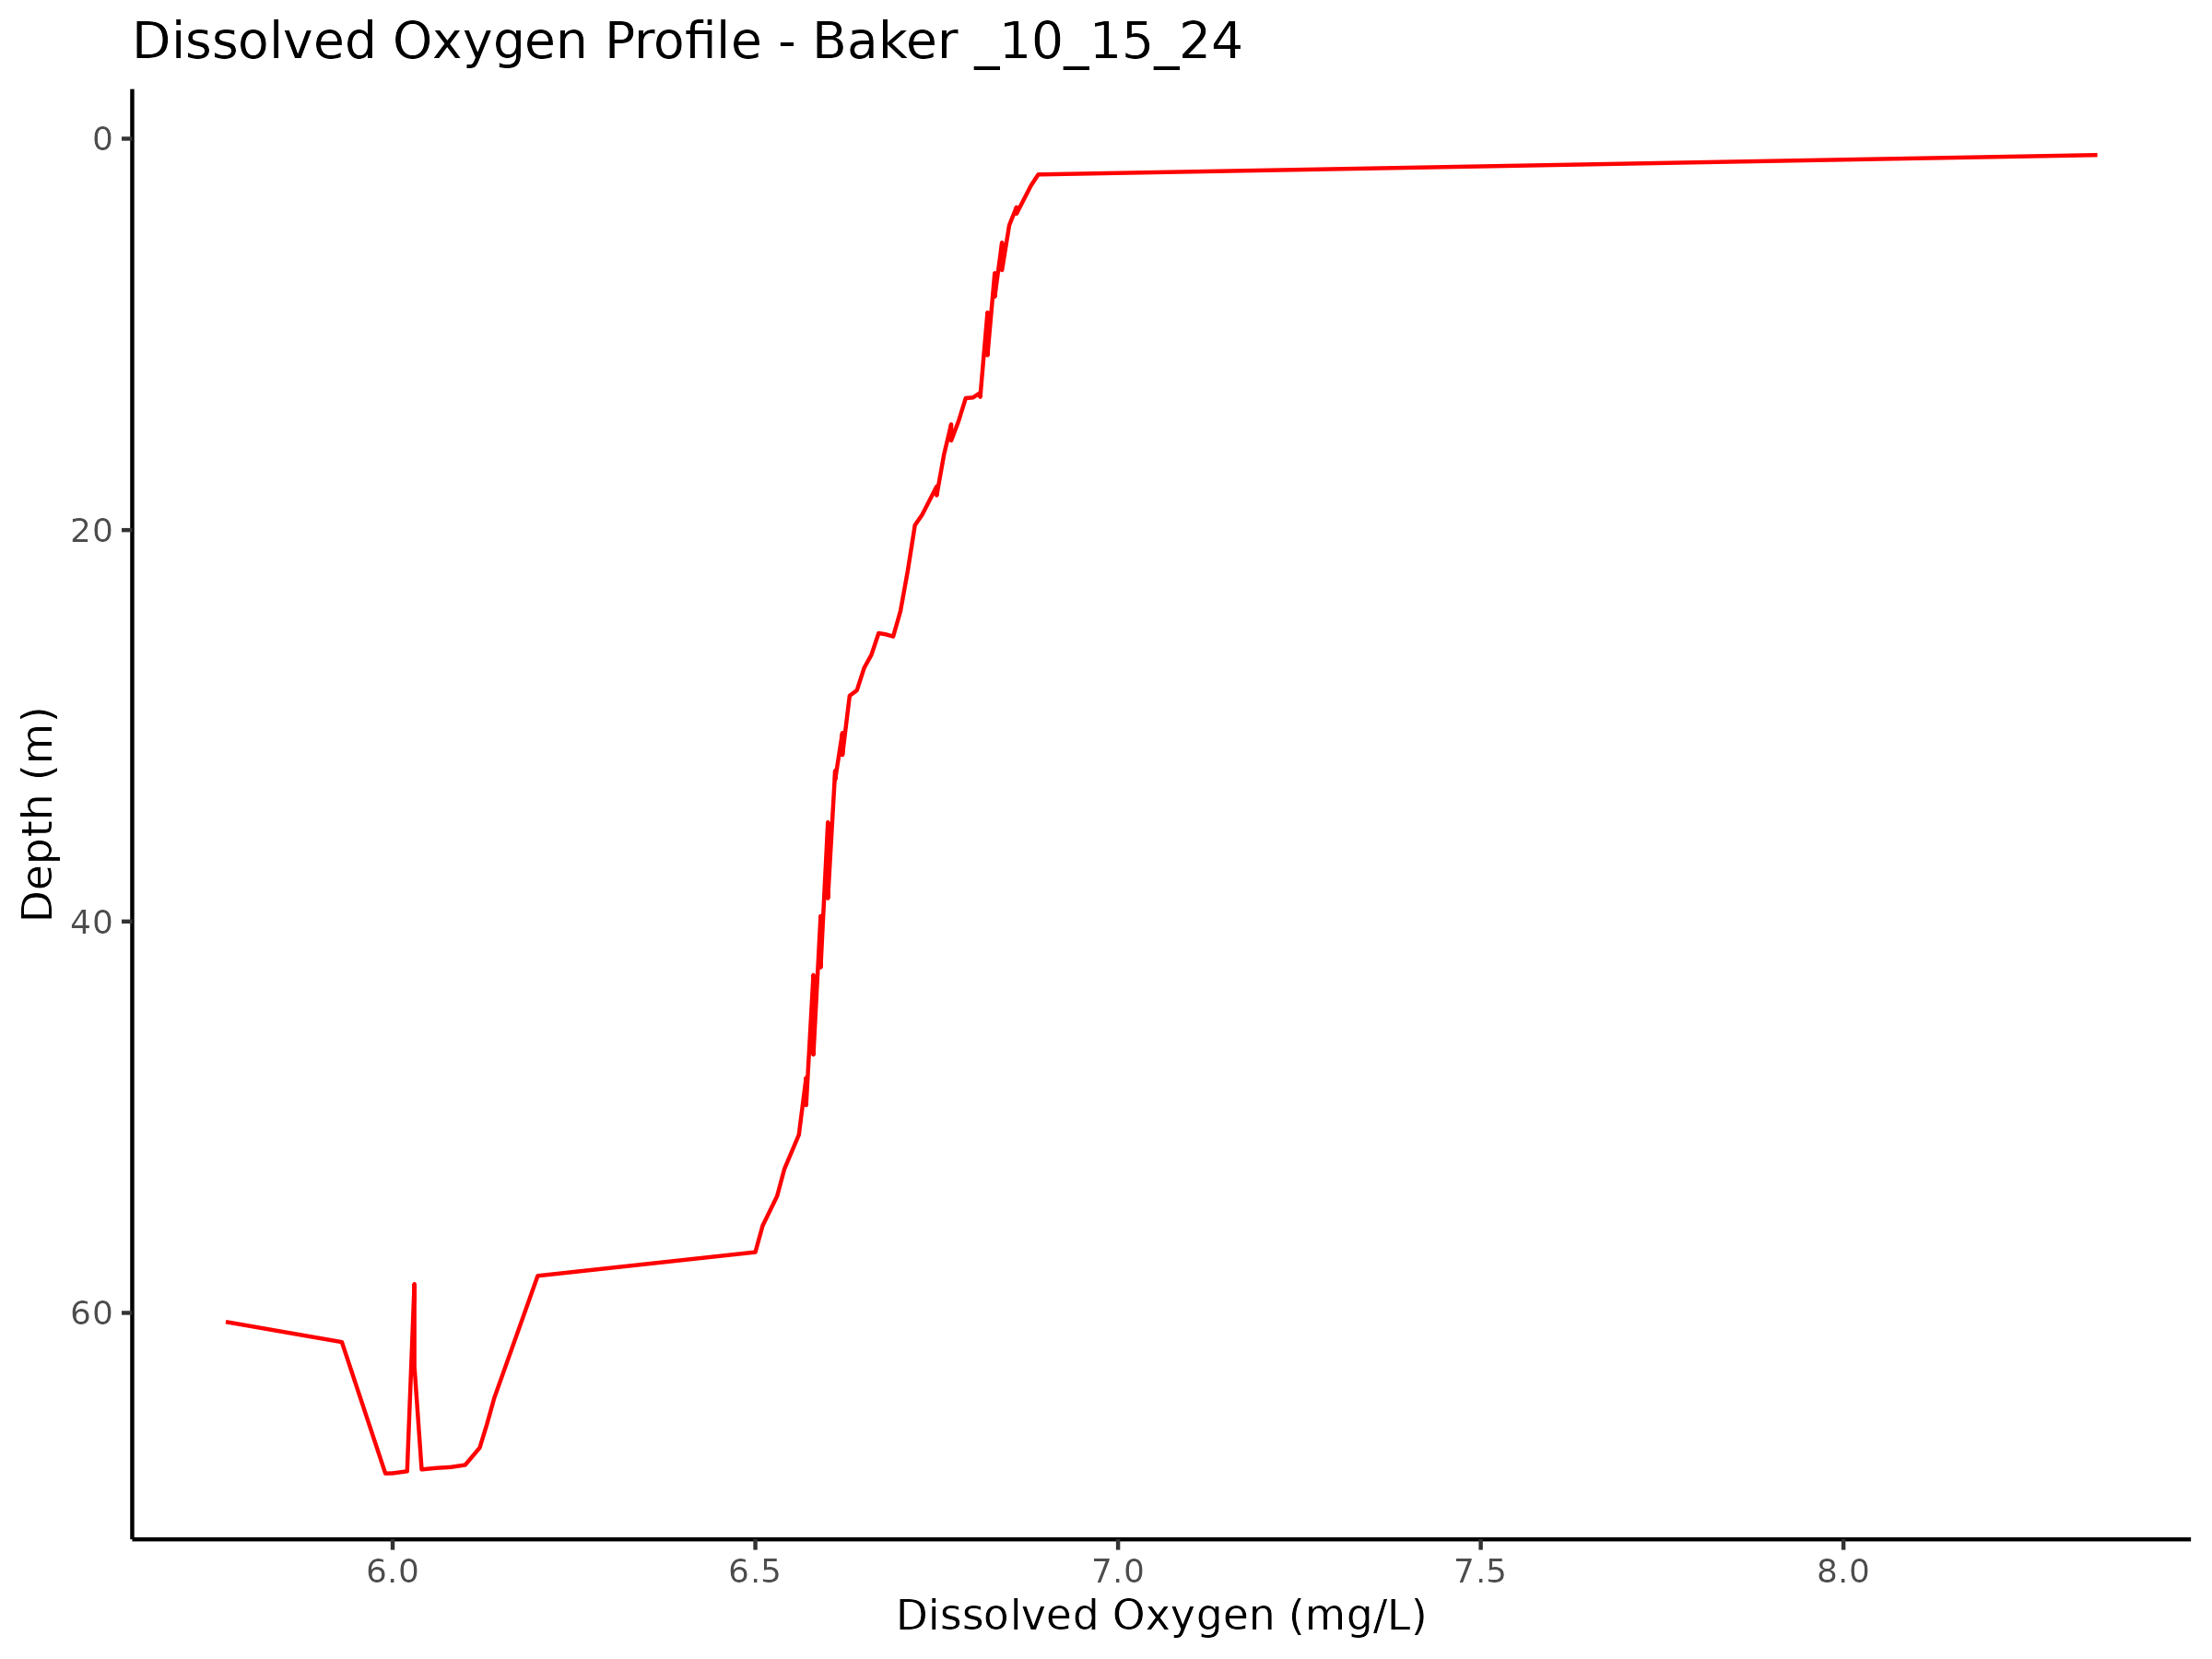 Dissolved Oxygen Profile - Baker _10_15_24
0
20
40
60
Depth (m)
6.0 6.5 7.0 7.5 8.0
Dissolved Oxygen (mg/L)